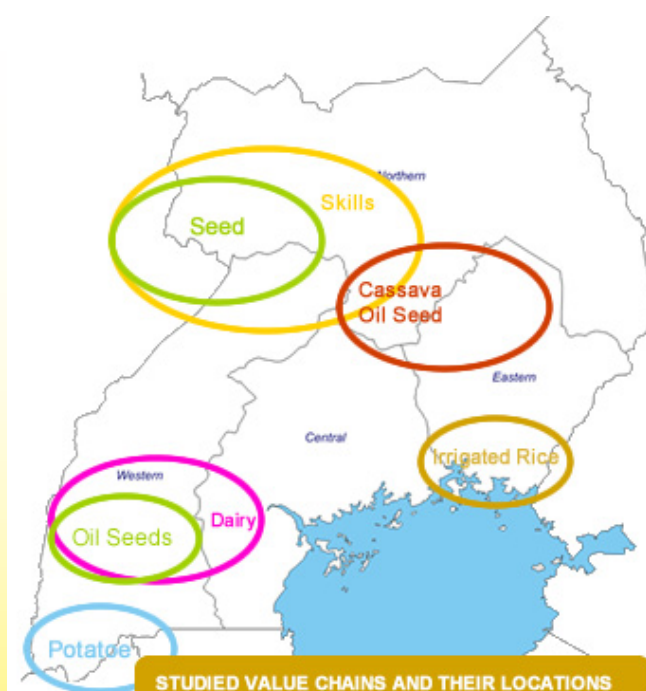 Northern
Skills
Seed
Cassava
Oil Seed
Eastern
Central
Irrigated Rice
Western
Dairy
Oil Seeds
Potatoe
STUDIED VALUE CHAINS AND THEIR LOCATIONS